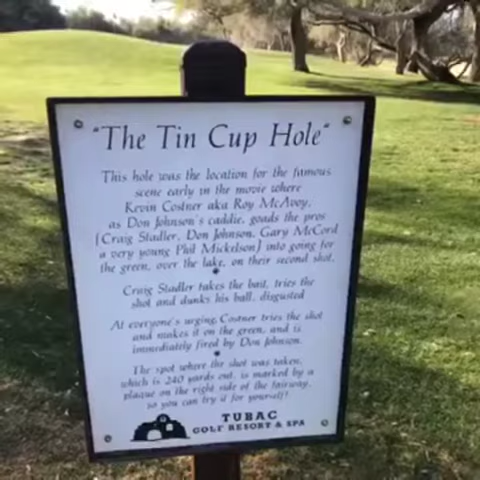 "The Tin Cup Hole"
This hole was the location for the famous
scene early in the movie where
Kevin Costner aka Roy McAvoy,
as Don Johnson's caddie, goads the pros
[Craig Stadler, Don Johnson, Gary McCord
a very young Phil Mickelson] into going for
the green, over the lake, on their second shot.
Craig Stadler takes the bait, tries the
shot and dunks his ball, disgusted
At everyone's urging, Costner tries the shot
and makes it on the green, and is
immediately fired by Don Johnson.
The spot where the shot was taken,
which is 240 yards out, is marked by a
plaque on the right side of the fairway,
so you can try it for yourself!
TUBAC
GOLF RESORT & SPA